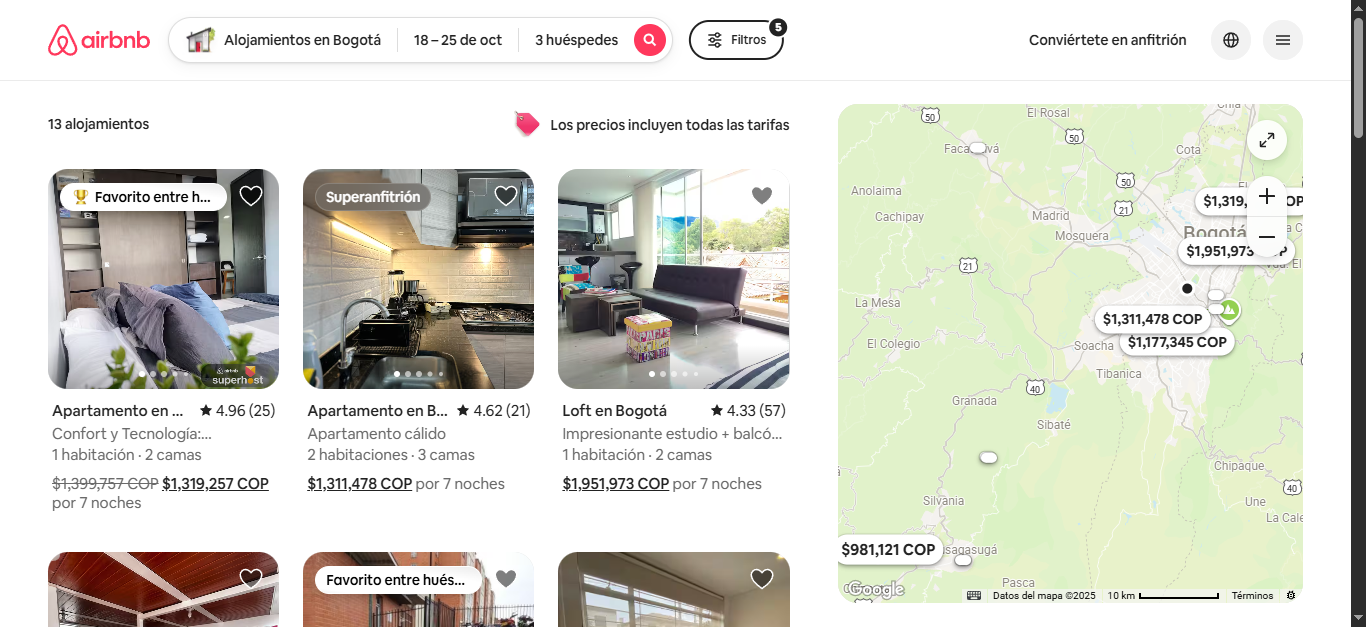 airbnb
Alojamientos en Bogotá
18 – 25 de oct
3 huéspedes
Filtros
5
Conviértete en anfitrión
13 alojamientos
Los precios incluyen todas las tarifas
Favorito entre h...
Superanfitrión
airbnb
superhost
Apartamento en ...
4.96 (25)
Confort y Tecnología:...
1 habitación · 2 camas
$1,399,757 COP $1,319,257 COP
por 7 noches
Apartamento en B...
4.62 (21)
Apartamento cálido
2 habitaciones · 3 camas
$1,311,478 COP por 7 noches
Loft en Bogotá
4.33 (57)
Impresionante estudio + balcó...
1 habitación · 2 camas
$1,951,973 COP por 7 noches
Favorito entre hués...
50
El Rosal
Chía
50
Cota
50
Anolaima
Cachipay
21
Madrid
Mosquera
$1,319,
Bogotá
$1,951,973
21
La Mesa
$1,311,478 COP
$1,177,345 COP
El Colegio
Soacha
Tibanica
40
Granada
Sibaté
Chipaque
40
Silvania
Une
La Cale
$981,121 COP
sagasugá
Pasca
Google
Datos del mapa ©2025
10 km
Términos